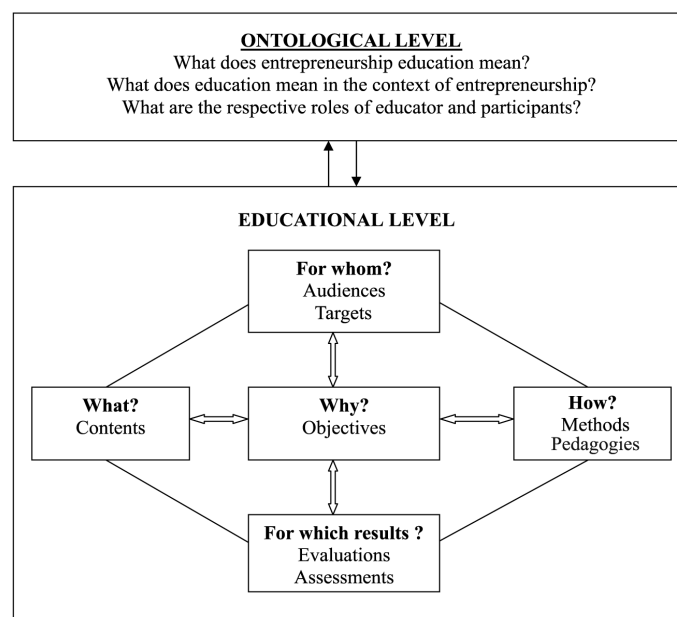 ONTOLOGICAL LEVEL
What does entrepreneurship education mean?
What does education mean in the context of entrepreneurship?
What are the respective roles of educator and participants?
EDUCATIONAL LEVEL
For whom?
Audiences
Targets
What?
Contents
Why?
Objectives
How?
Methods
Pedagogies
For which results ?
Evaluations
Assessments